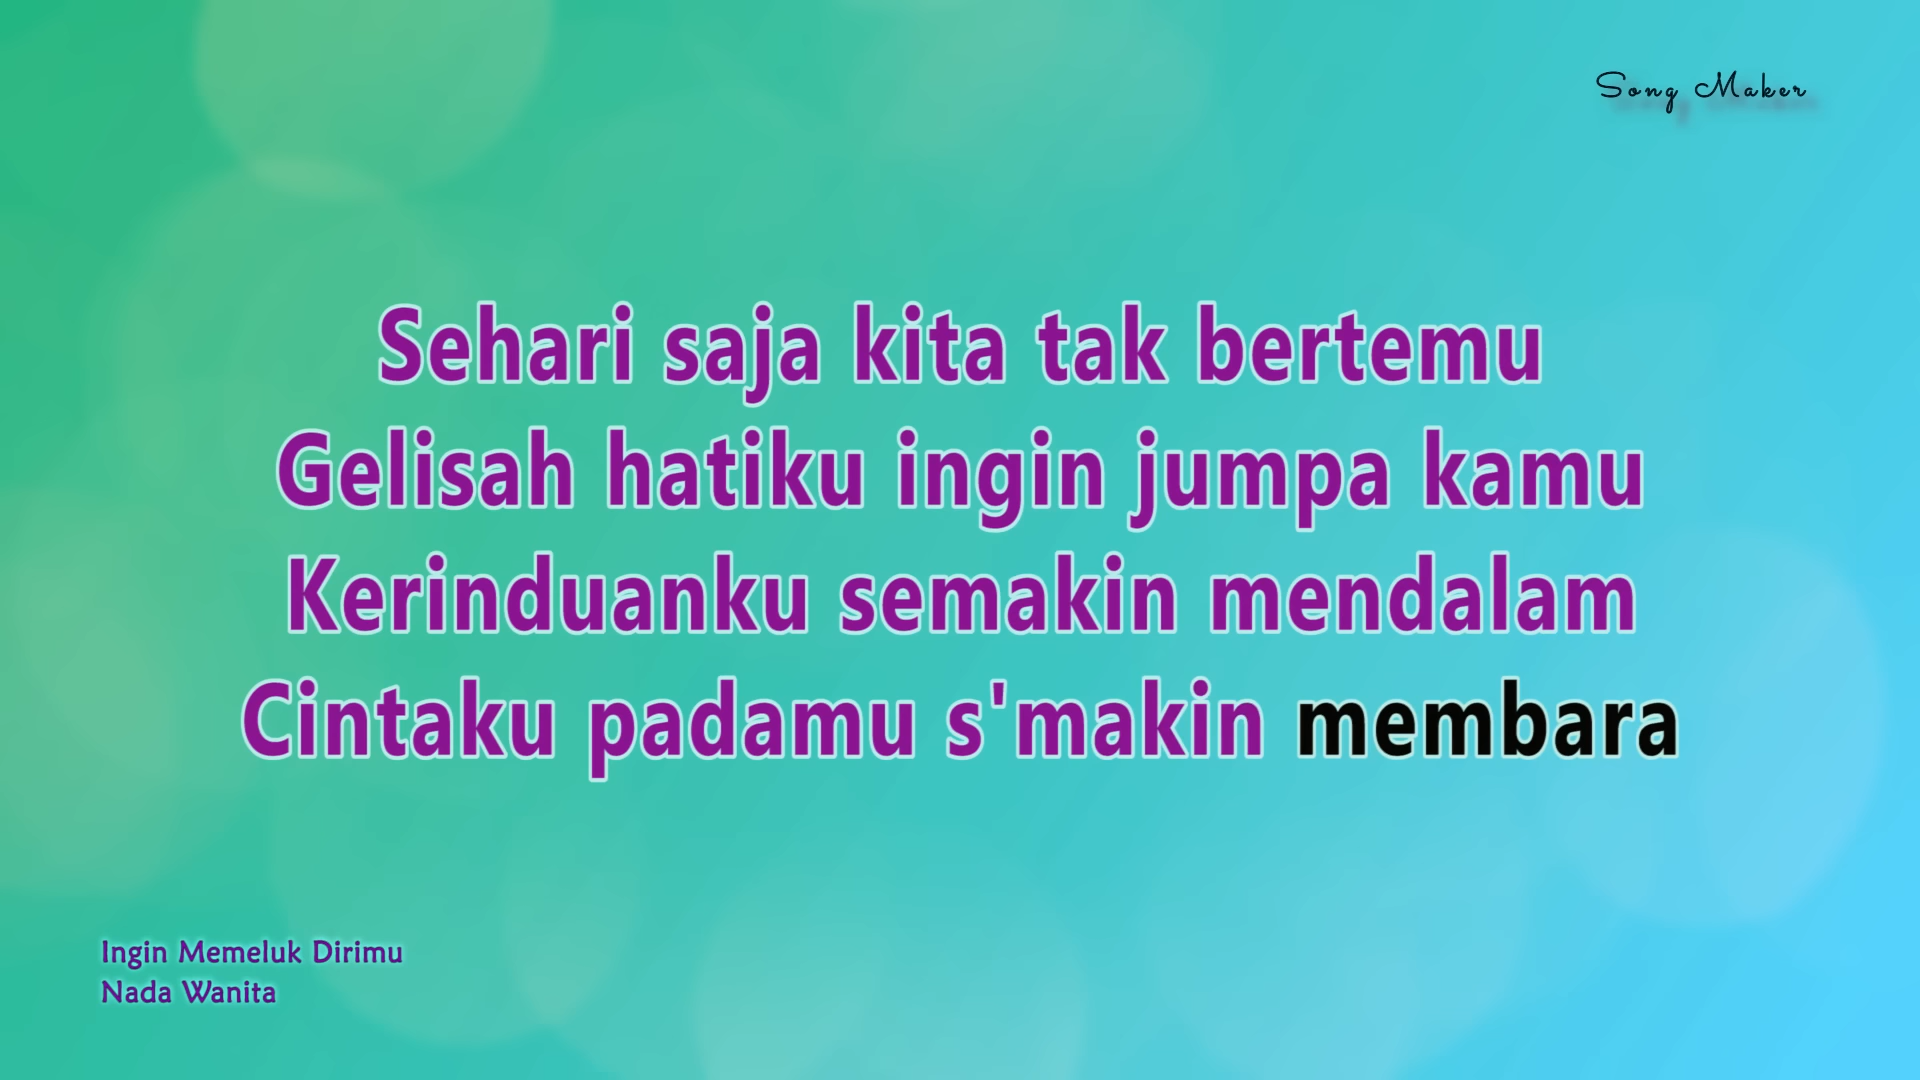 Song Maker
Sehari saja kita tak bertemu
Gelisah hatiku ingin jumpa kamu
Kerinduanku semakin mendalam
Cintaku padamu s'makin membara
Ingin Memeluk Dirimu
Nada Wanita